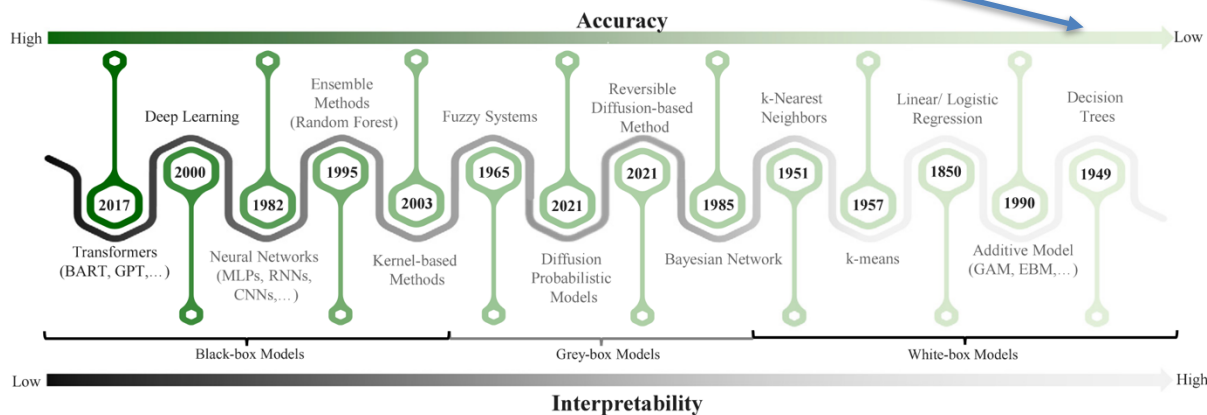 Accuracy
High
Low
Ensemble
Methods
(Random Forest)
Reversible
Diffusion-based
Method
k-Nearest
Neighbors
Linear/ Logistic
Regression
Decision
Trees
Deep Learning
Fuzzy Systems
2017
2000
1982
1995
2003
1965
2021
2021
1985
1951
1957
1850
1990
1949
Transformers
(BART, GPT,...)
Neural Networks
(MLPs, RNNs,
CNNs,...)
Kernel-based
Methods
Diffusion
Probabilistic
Models
Bayesian Network
k-means
Additive Model
(GAM, EBM,...)
Black-box Models
Grey-box Models
White-box Models
Low
High
Interpretability